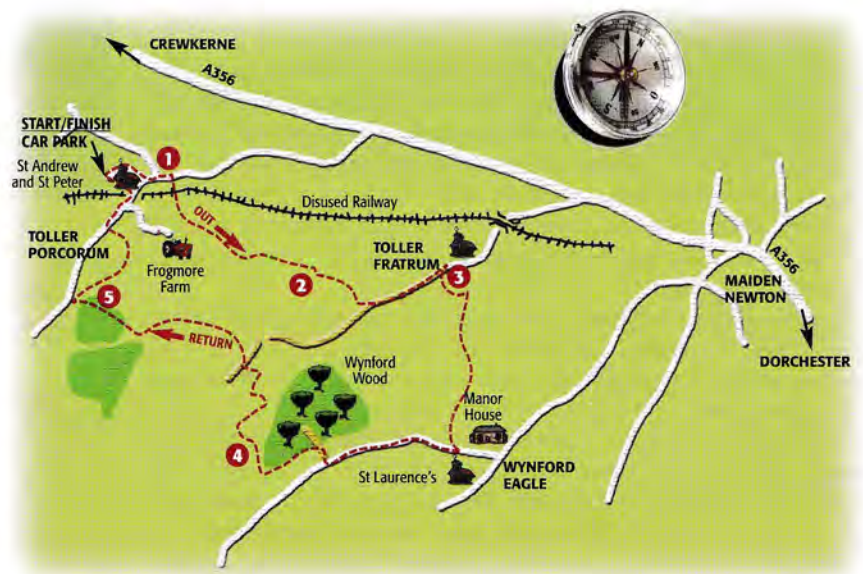 CREWKERNE
A356
START/FINISH
CAR PARK
St Andrew
and St Peter
1
Disused Railway
OUT
TOLLER
PORCORUM
Frogmore
Farm
2
TOLLER
FRATRUM
3
MAIDEN
NEWTON
A356
DORCHESTER
5
RETURN
Wynford
Wood
Manor
House
4
St Laurence's
WYNFORD
EAGLE